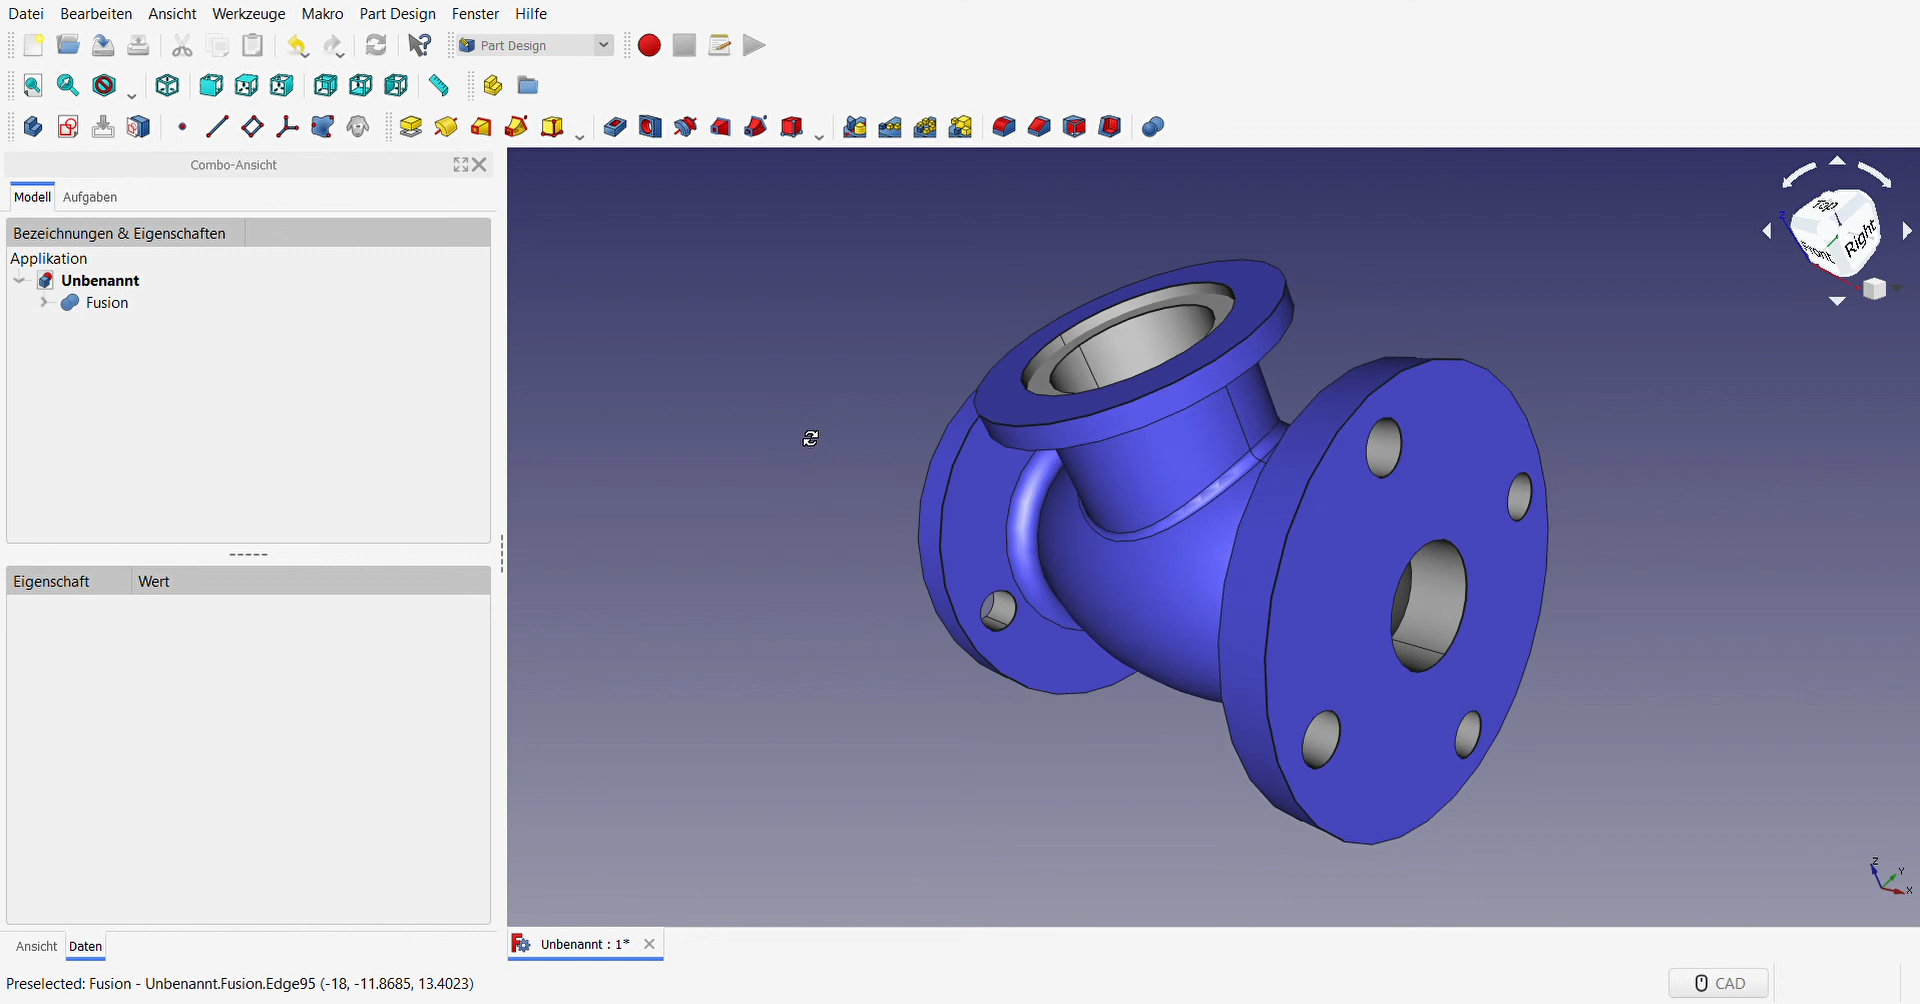 Datei Bearbeiten Ansicht Werkzeuge Makro Part Design Fenster Hilfe
Part Design
Combo-Ansicht
Modell Aufgaben
Bezeichnungen & Eigenschaften
Applikation
Unbenannt
Fusion
Eigenschaft Wert
Ansicht Daten
Preselected: Fusion - Unbenannt.Fusion.Edge95 (-18, -11.8685, 13.4023)
Top
Front
Right
Z
Z
Y
X
Unbenannt : 1*
CAD